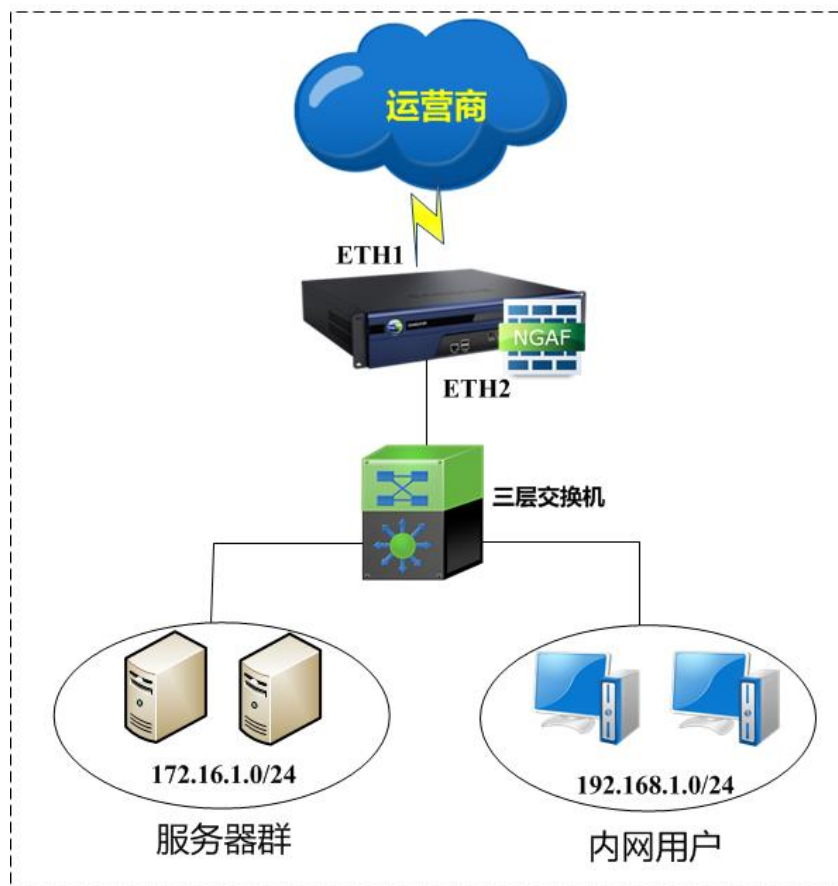 运营商
ETH1
NGAF
ETH2
三层交换机
172.16.1.0/24
192.168.1.0/24
服务器群
内网用户